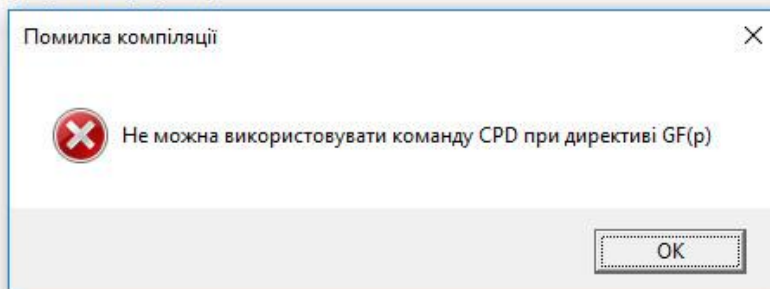 Помилка компіляції
Не можна використовувати команду CPD при директиві GF(p)
OK